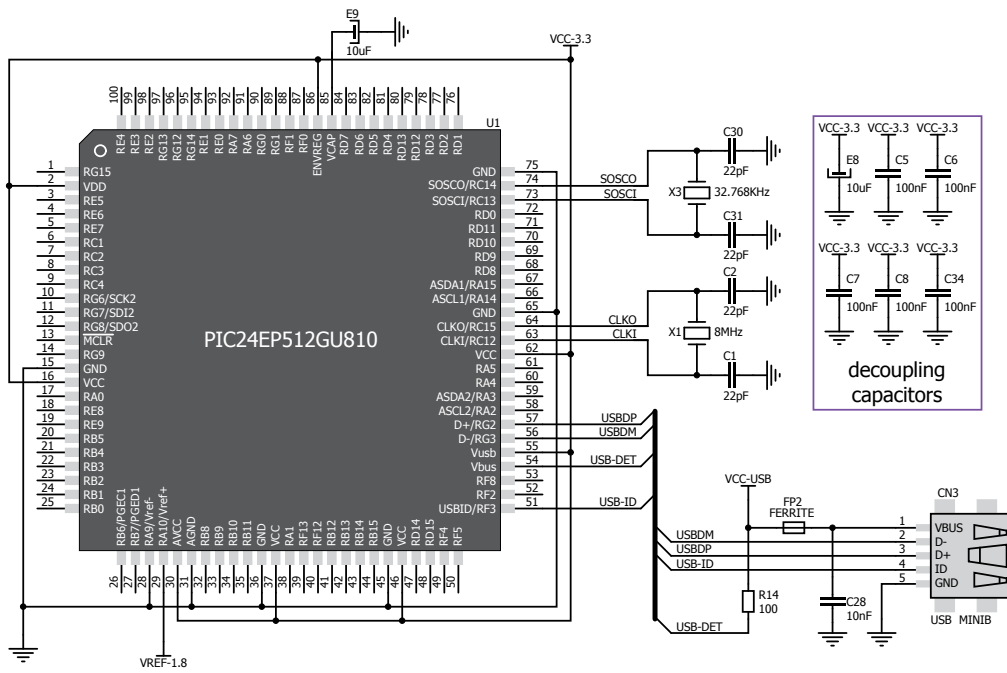 E9
10uF
VCC-3.3
100 99 98 97 96 95 94 93 92 91 90 89 88 87 86 85 84 83 82 81 80 79 78 77 76
RE4 RE3 RE2 RG13 RG12 RG14 RE1 RE0 RA7 RA6 RG0 RG1 RF1 RF0 ENVREG VCAP RD7 RD6 RD5 RD4 RD13 RD12 RD3 RD2 RD1
U1
1 RG15
2 VDD
3 RE5
4 RE6
5 RE7
6 RC1
7 RC2
8 RC3
9 RC4
10 RG6/SCK2
11 RG7/SDI2
12 RG8/SDO2
13 MCLR
14 RG9
15 GND
16 VCC
17 RA0
18 RE8
19 RE9
20 RB5
21 RB4
22 RB3
23 RB2
24 RB1
25 RB0
PIC24EP512GU810
GND 75
SOSCO/RC14 74
SOSCI/RC13 73
RD0 72
RD11 71
RD10 70
RD9 69
RD8 68
ASDA1/RA15 67
ASCL1/RA14 66
GND 65
CLKO/RC15 64
CLKI/RC12 63
VCC 62
RA5 61
RA4 60
ASDA2/RA3 59
ASCL2/RA2 58
D+/RG2 57
D-/RG3 56
Vusb 55
Vbus 54
RF8 53
RF2 52
USBID/RF3 51
RB6/PGEC1 RB7/PGED1 RA9/Vref- RA10/Vref+ AVCC AGND RB8 RB9 RB10 RB11 GND VCC RA1 RF13 RF12 RB12 RB13 RB14 RB15 GND VCC RD14 RD15 RF4 RF5
26 27 28 29 30 31 32 33 34 35 36 37 38 39 40 41 42 43 44 45 46 47 48 49 50
VREF-1.8
SOSCO
SOSCI
C30
22pF
X3 32.768KHz
C31
22pF
C2
22pF
CLKO
CLKI
X1 8MHz
C1
22pF
USBDP
USBDM
USB-DET
USB-ID
VCC-3.3 VCC-3.3 VCC-3.3
E8 C5 C6
10uF 100nF 100nF
VCC-3.3 VCC-3.3 VCC-3.3
C7 C8 C34
100nF 100nF 100nF
decoupling
capacitors
VCC-USB
FP2
FERRITE
USBDM
USBDP
USB-ID
USB-DET
R14
100
C28
10nF
CN3
1 VBUS
2 D-
3 D+
4 ID
5 GND
USB MINIB